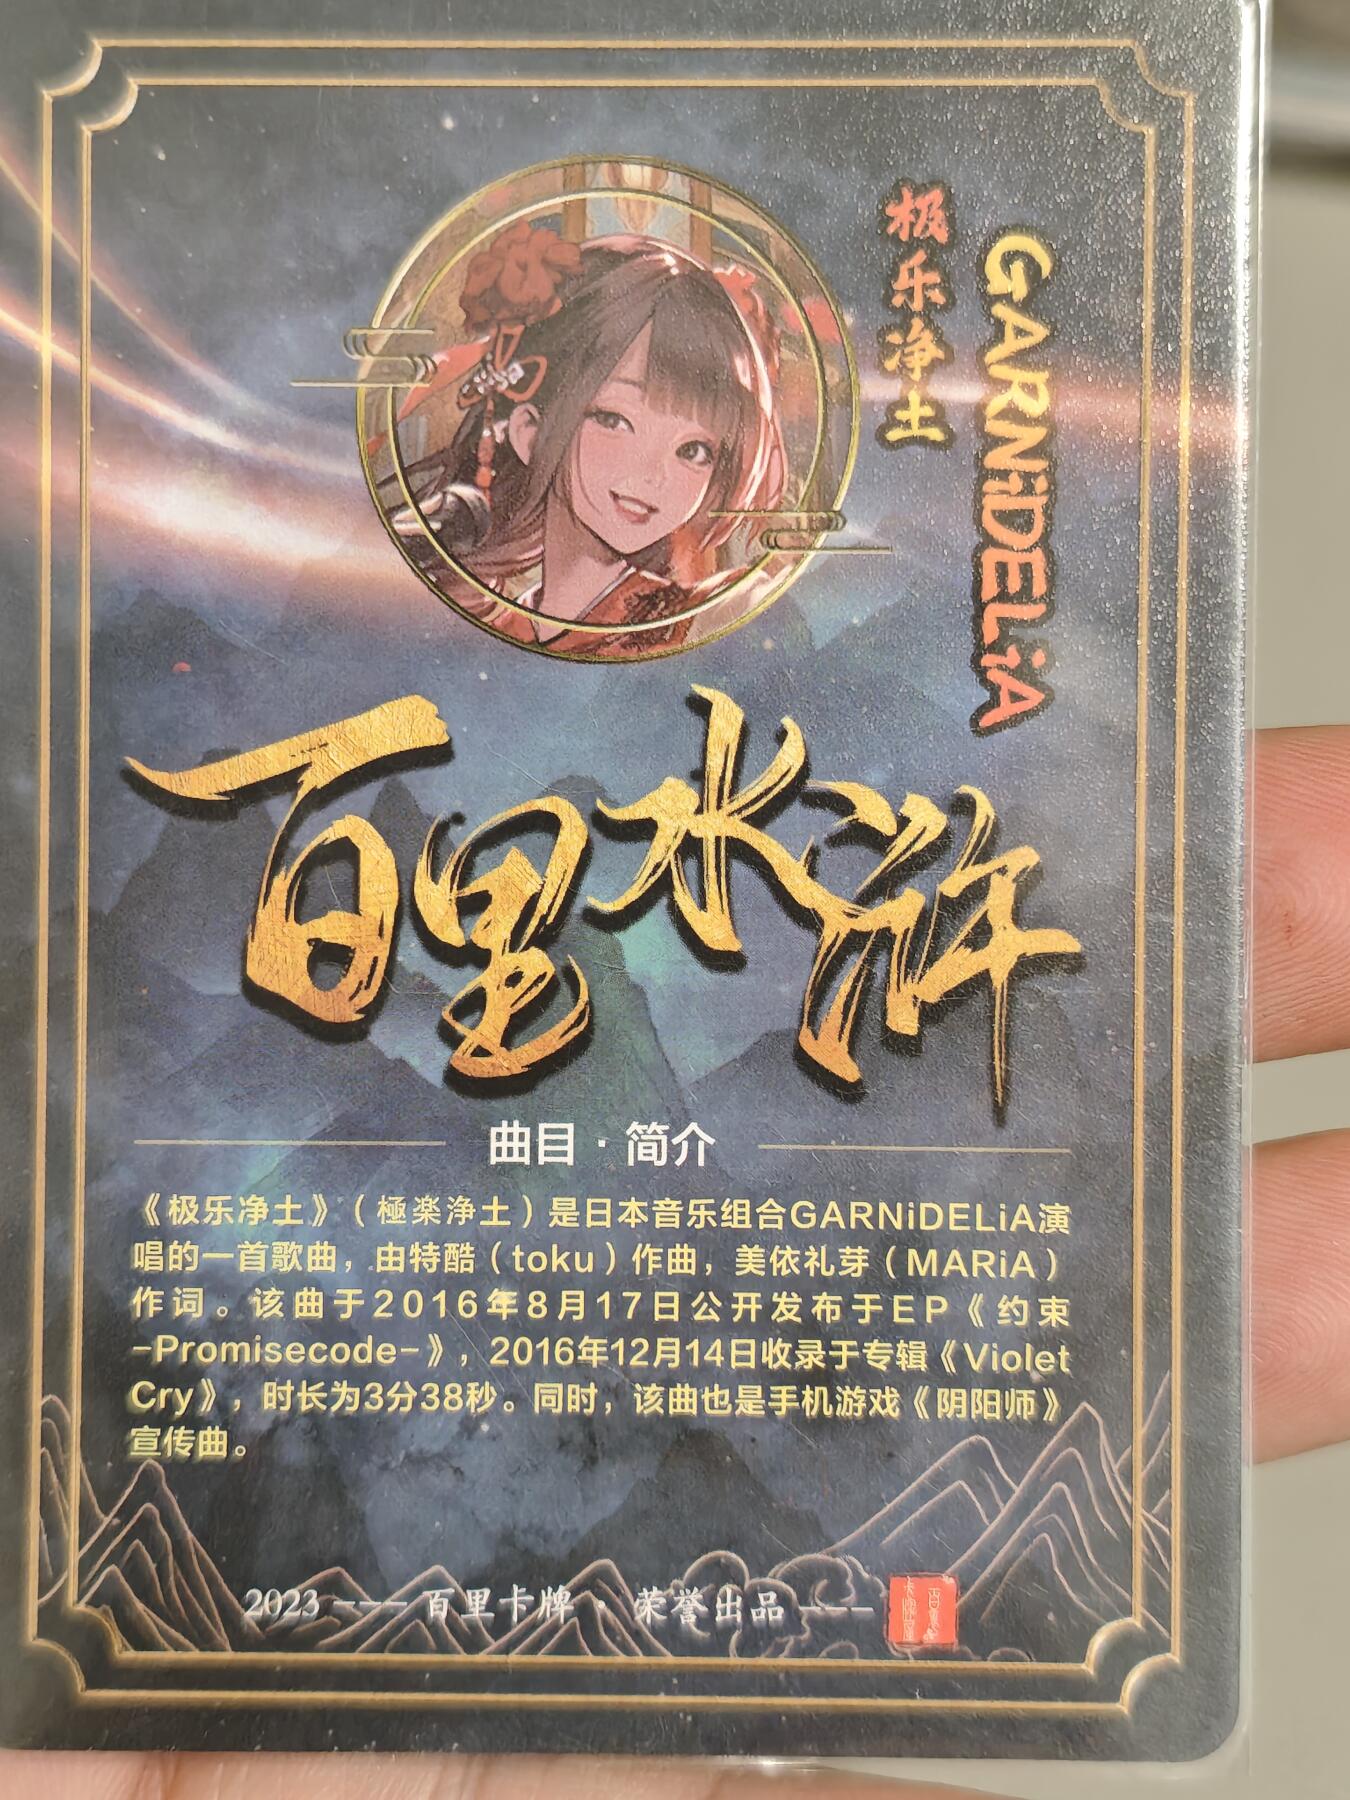 极乐净土
GARNiDELiA
百里水浒
曲目·简介
《极乐净土》（極楽浄土）是日本音乐组合GARNiDELiA演
唱的一首歌曲，由特酷（toku）作曲，美依礼芽（MARiA）
作词。该曲于2016年8月17日公开发布于EP《约束
-Promisecode-》，2016年12月14日收录于专辑《Violet
Cry》，时长为3分38秒。同时，该曲也是手机游戏《阴阳师》
宣传曲。
2023 --- 百里卡牌 · 荣誉出品 ---